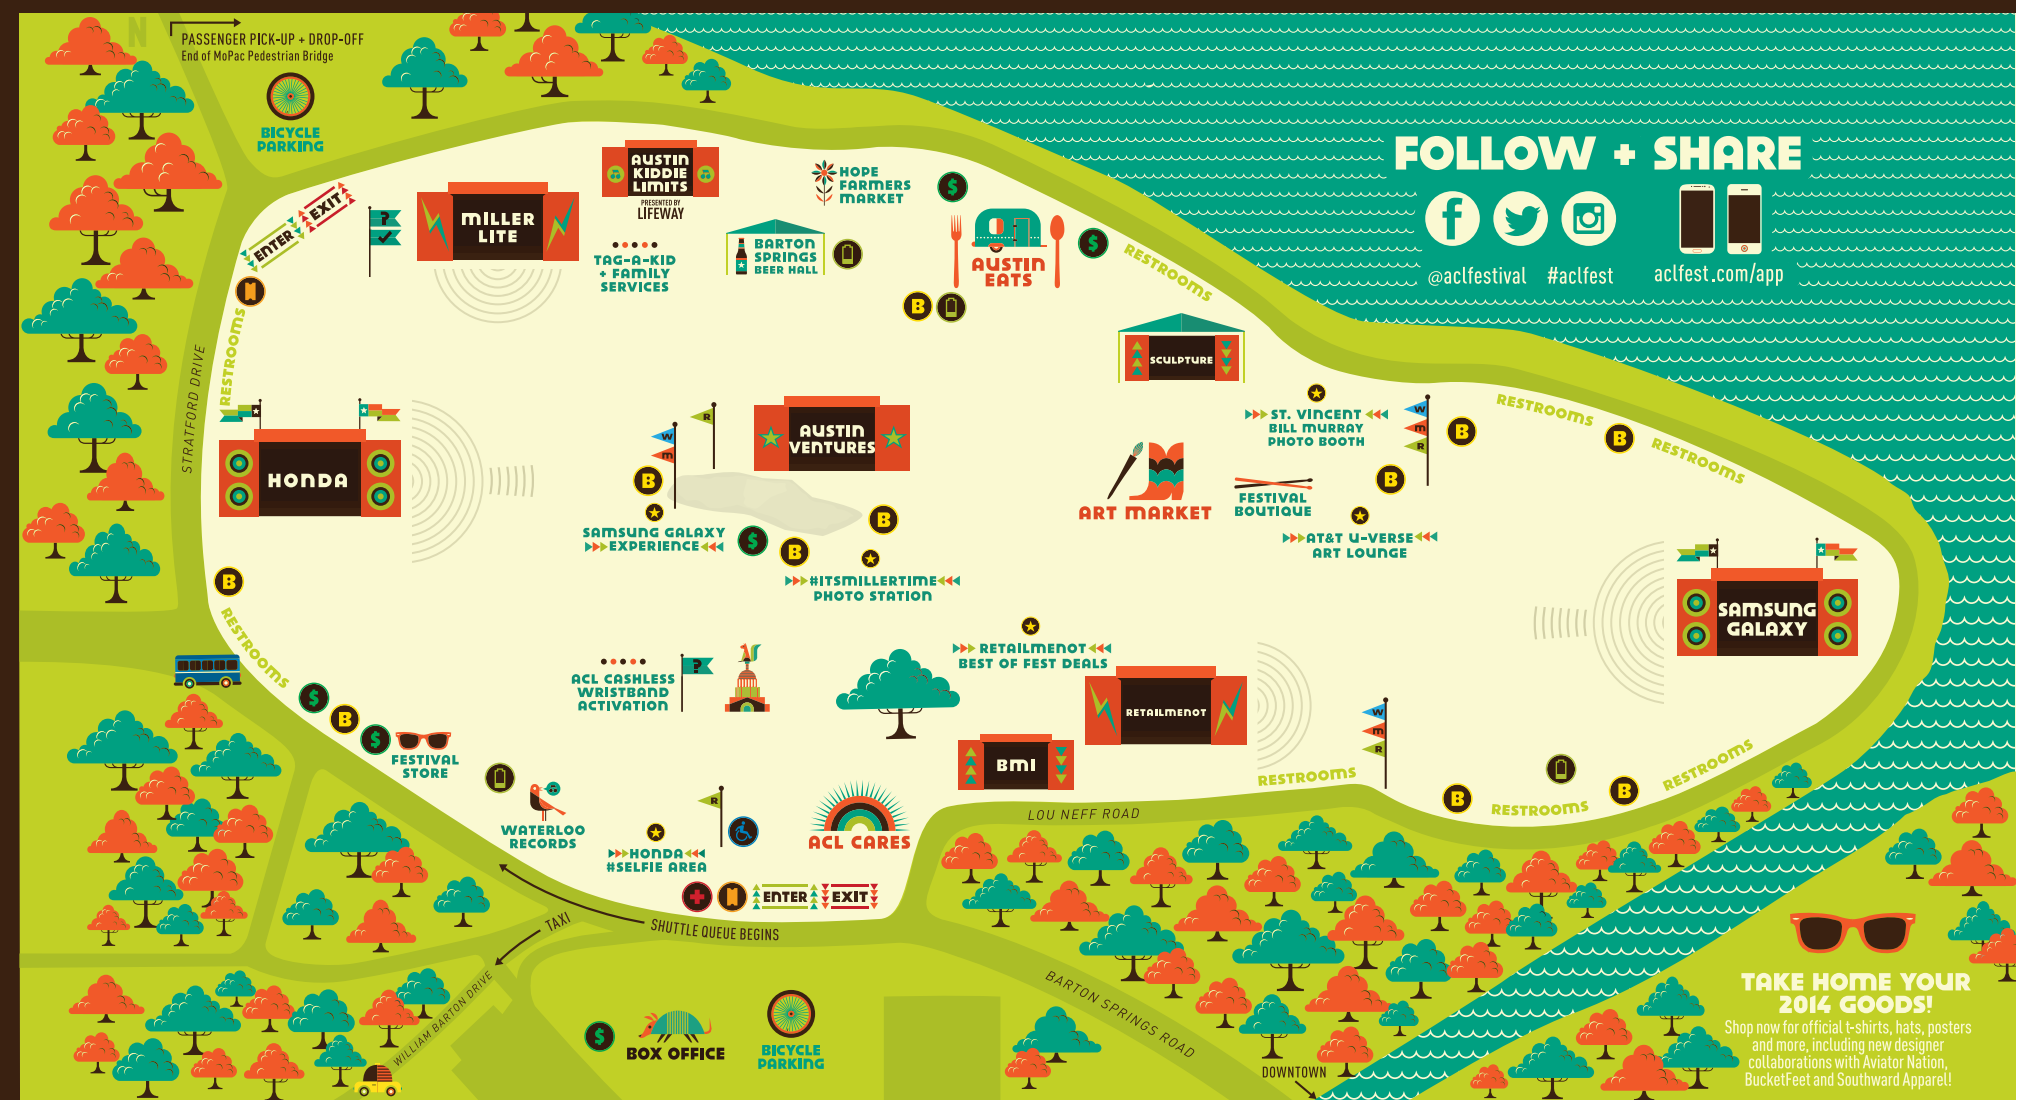 N
PASSENGER PICK-UP + DROP-OFF
End of MoPac Pedestrian Bridge
BICYCLE
PARKING
ENTER
EXIT
?
MILLER
LITE
AUSTIN
KIDDIE
LIMITS
PRESENTED BY
LIFEWAY
TAG-A-KID
+ FAMILY
SERVICES
BARTON
SPRINGS
BEER HALL
HOPE
FARMERS
MARKET
$
AUSTIN
EATS
$
B
RESTROOMS
FOLLOW + SHARE
f
@aclfestival #aclfest
aclfest.com/app
RESTROOMS
STRATFORD DRIVE
HONDA
SCULPTURE
ST. VINCENT
BILL MURRAY
PHOTO BOOTH
W
M
R
B
RESTROOMS
B
RESTROOMS
R
W
M
B
AUSTIN
VENTURES
SAMSUNG GALAXY
EXPERIENCE
$
B
B
#ITSMILLERTIME
PHOTO STATION
ART MARKET
FESTIVAL
BOUTIQUE
B
AT&T U-VERSE
ART LOUNGE
SAMSUNG
GALAXY
B
RESTROOMS
$
B
$
FESTIVAL
STORE
ACL CASHLESS
WRISTBAND
ACTIVATION
?
RETAILMENOT
BEST OF FEST DEALS
RETAILMENOT
BMI
W
M
R
RESTROOMS
B
RESTROOMS
B
RESTROOMS
WATERLOO
RECORDS
HONDA
#SELFIE AREA
R
ACL CARES
LOU NEFF ROAD
ENTER
EXIT
SHUTTLE QUEUE BEGINS
TAXI
WILLIAM BARTON DRIVE
$
BOX OFFICE
BICYCLE
PARKING
BARTON SPRINGS ROAD
DOWNTOWN
TAKE HOME YOUR
2014 GOODS!
Shop now for official t-shirts, hats, posters
and more, including new designer
collaborations with Aviator Nation,
BucketFeet and Southward Apparel!